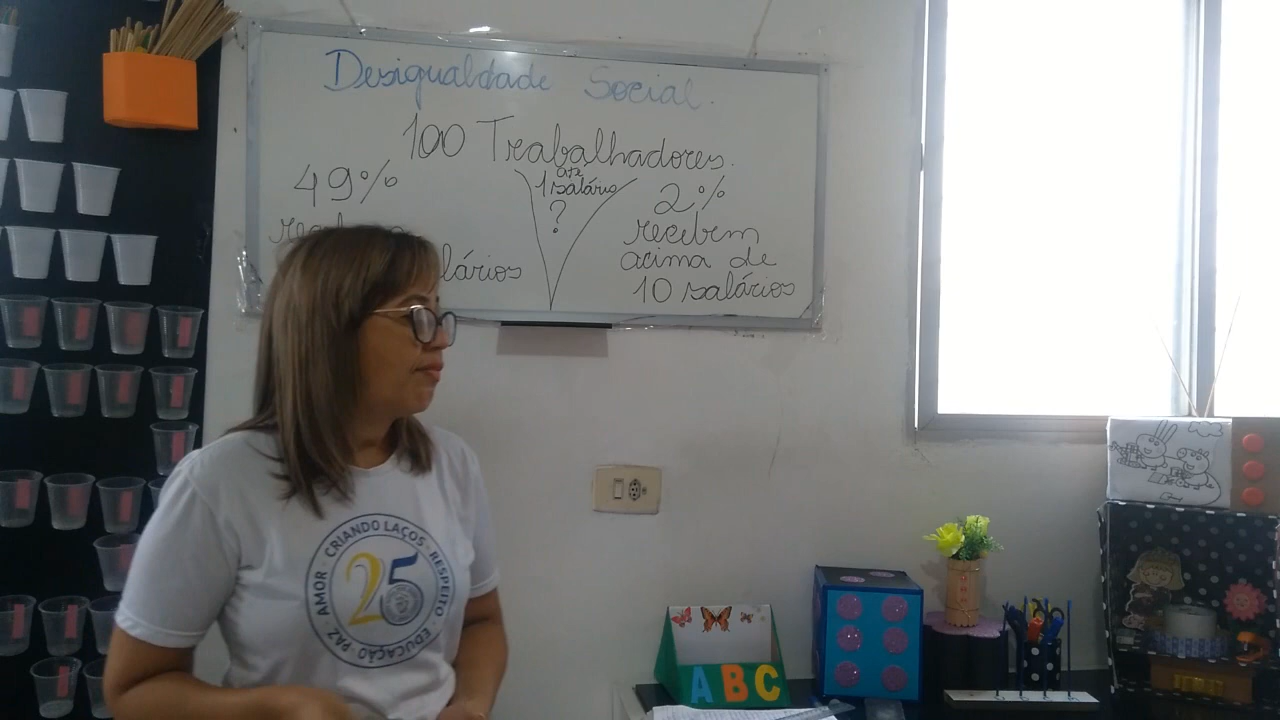 Desigualdade Social.
100 Trabalhadores.
49%
lários
até
1 salário
?
2%
recebem
acima de
10 salários
AMOR · CRIANDO LAÇOS · RESPEITO · EDUCAÇÃO · PAZ
25
ABC